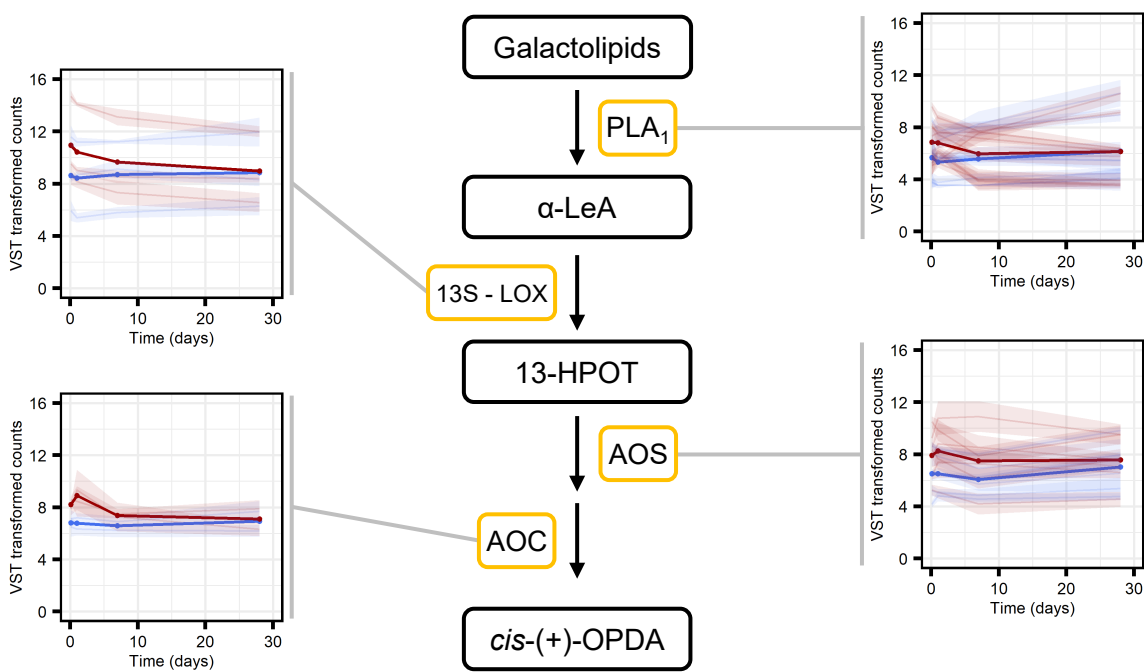 Galactolipids
PLA1
α-LeA
13S - LOX
13-HPOT
AOS
AOC
cis-(+)-OPDA
VST transformed counts
16
12
8
4
0
0 10 20 30
Time (days)
VST transformed counts
16
12
8
4
0
0 10 20 30
Time (days)
VST transformed counts
16
12
8
4
0
0 10 20 30
Time (days)
VST transformed counts
16
12
8
4
0
0 10 20 30
Time (days)